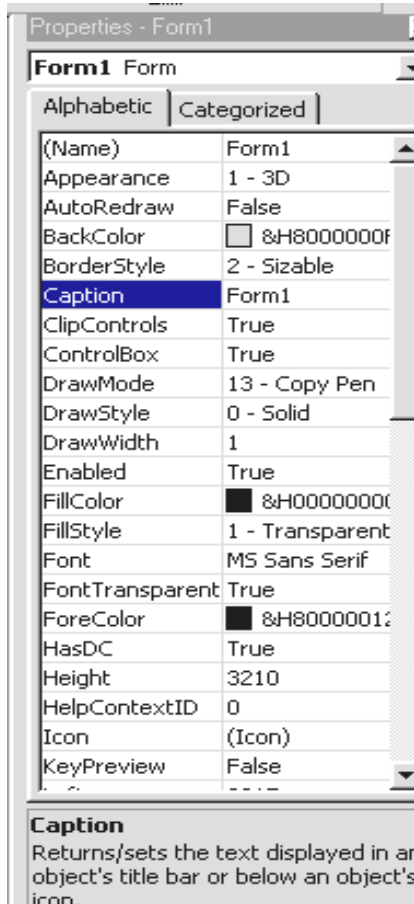 Properties - Form1
Form1 Form
Alphabetic Categorized
(Name) Form1
Appearance 1 - 3D
AutoRedraw False
BackColor &H8000000F
BorderStyle 2 - Sizable
Caption Form1
ClipControls True
ControlBox True
DrawMode 13 - Copy Pen
DrawStyle 0 - Solid
DrawWidth 1
Enabled True
FillColor &H0000000
FillStyle 1 - Transparent
Font MS Sans Serif
FontTransparent True
ForeColor &H80000012
HasDC True
Height 3210
HelpContextID 0
Icon (Icon)
KeyPreview False
Caption
Returns/sets the text displayed in an
object's title bar or below an object's
icon.